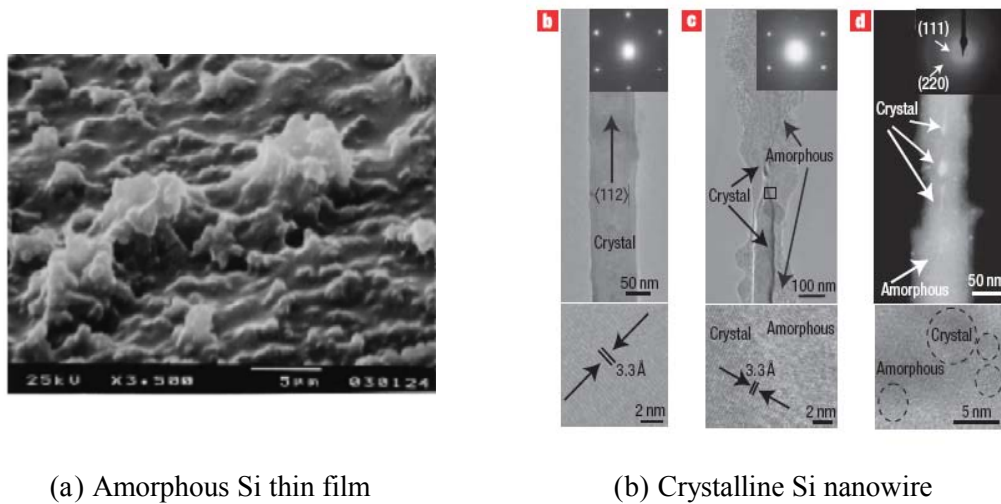 25kV X3,500 5μm 030124
(a) Amorphous Si thin film
b
⟨112⟩
Crystal
50 nm
3.3 Å
2 nm
c
Amorphous
Crystal
100 nm
Crystal Amorphous
3.3 Å
2 nm
d
(111)
(220)
Crystal
Amorphous
50 nm
Crystal
Amorphous
5 nm
(b) Crystalline Si nanowire